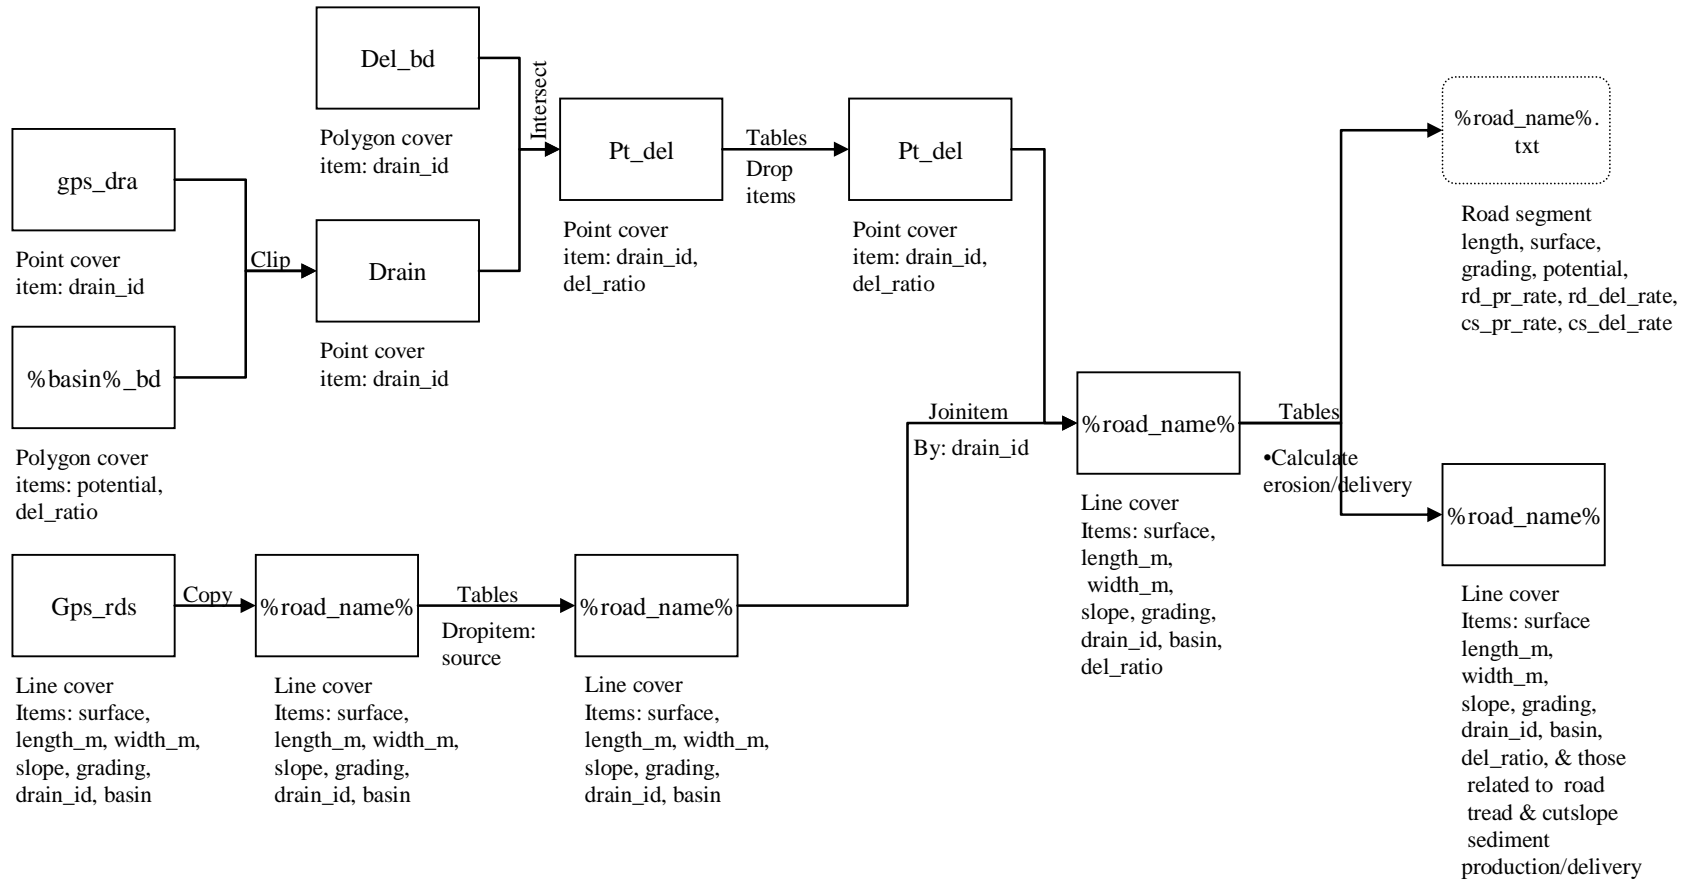 Del_bd
Polygon cover
item: drain_id
gps_dra
Point cover
item: drain_id
%basin%_bd
Polygon cover
items: potential,
del_ratio
Clip
Drain
Point cover
item: drain_id
Intersect
Pt_del
Point cover
item: drain_id,
del_ratio
Tables
Drop
items
Pt_del
Point cover
item: drain_id,
del_ratio
Gps_rds
Line cover
Items: surface,
length_m, width_m,
slope, grading,
drain_id, basin
Copy
%road_name%
Line cover
Items: surface,
length_m, width_m,
slope, grading,
drain_id, basin
Tables
Dropitem:
source
%road_name%
Line cover
Items: surface,
length_m, width_m,
slope, grading,
drain_id, basin
Joinitem
By: drain_id
%road_name%
Line cover
Items: surface,
length_m,
width_m,
slope, grading,
drain_id, basin,
del_ratio
Tables
•Calculate
erosion/delivery
%road_name%.
txt
Road segment
length, surface,
grading, potential,
rd_pr_rate, rd_del_rate,
cs_pr_rate, cs_del_rate
%road_name%
Line cover
Items: surface
length_m,
width_m,
slope, grading,
drain_id, basin,
del_ratio, & those
related to road
tread & cutslope
sediment
production/delivery